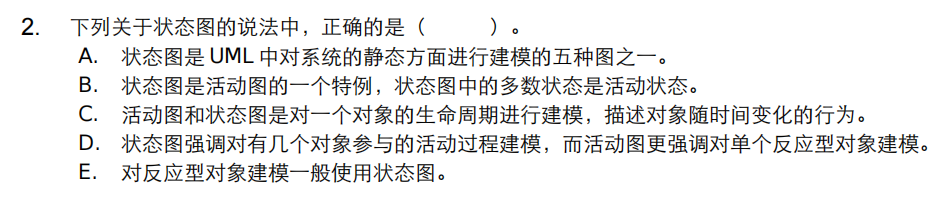 2. 下列关于状态图的说法中，正确的是（ ）。
A. 状态图是 UML 中对系统的静态方面进行建模的五种图之一。
B. 状态图是活动图的一个特例，状态图中的多数状态是活动状态。
C. 活动图和状态图是对一个对象的生命周期进行建模，描述对象随时间变化的行为。
D. 状态图强调对有几个对象参与的活动过程建模，而活动图更强调对单个反应型对象建模。
E. 对反应型对象建模一般使用状态图。